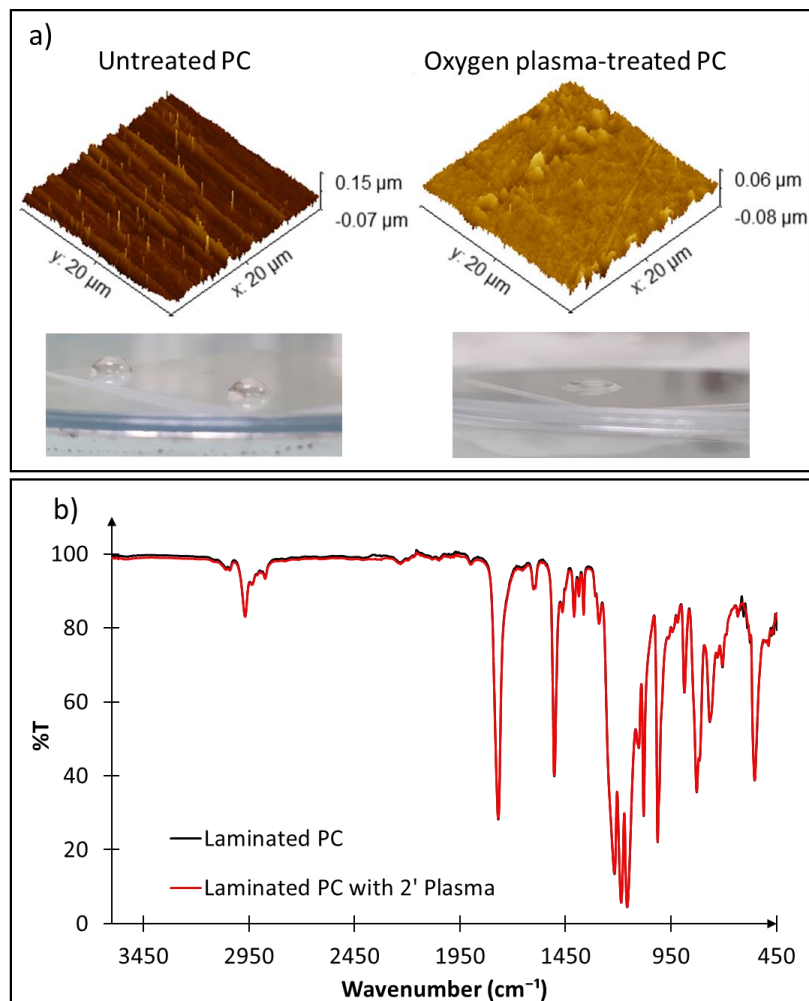 a)
Untreated PC
Oxygen plasma-treated PC
0.15 µm
-0.07 µm
y: 20 µm
x: 20 µm
0.06 µm
-0.08 µm
y: 20 µm
x: 20 µm
b)
100
80
60
40
20
0
%T
Laminated PC
Laminated PC with 2' Plasma
3450
2950
2450
1950
1450
950
450
Wavenumber (cm⁻¹)